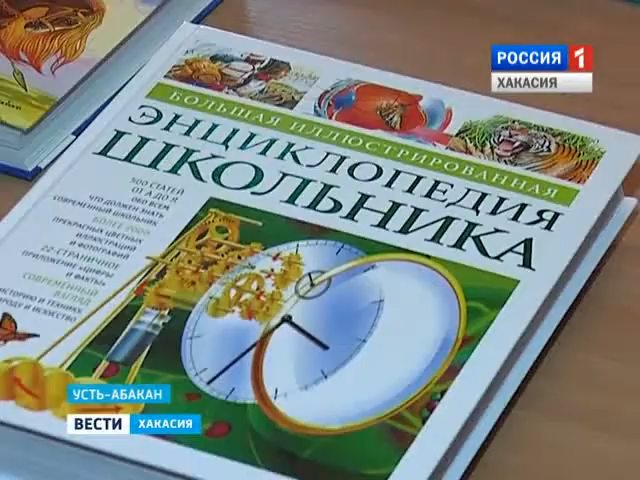 РОССИЯ 1
ХАКАСИЯ
БОЛЬШАЯ ИЛЛЮСТРИРОВАННАЯ
ЭНЦИКЛОПЕДИЯ
ШКОЛЬНИКА
500 СТАТЕЙ
ОТ А ДО Я
ОБО ВСЕМ,
ЧТО ДОЛЖЕН ЗНАТЬ
СОВРЕМЕННЫЙ ШКОЛЬНИК
БОЛЕЕ 2000
ПРЕКРАСНЫХ ЦВЕТНЫХ
ИЛЛЮСТРАЦИЙ
И ФОТОГРАФИЙ
22-СТРАНИЧНОЕ
ПРИЛОЖЕНИЕ «ЦИФРЫ
И ФАКТЫ»
СОВРЕМЕННЫЙ
ВЗГЛЯД
ИСТОРИЮ И ТЕХНИКУ,
РОДУ И ИСКУССТВО
УСТЬ-АБАКАН
ВЕСТИ ХАКАСИЯ